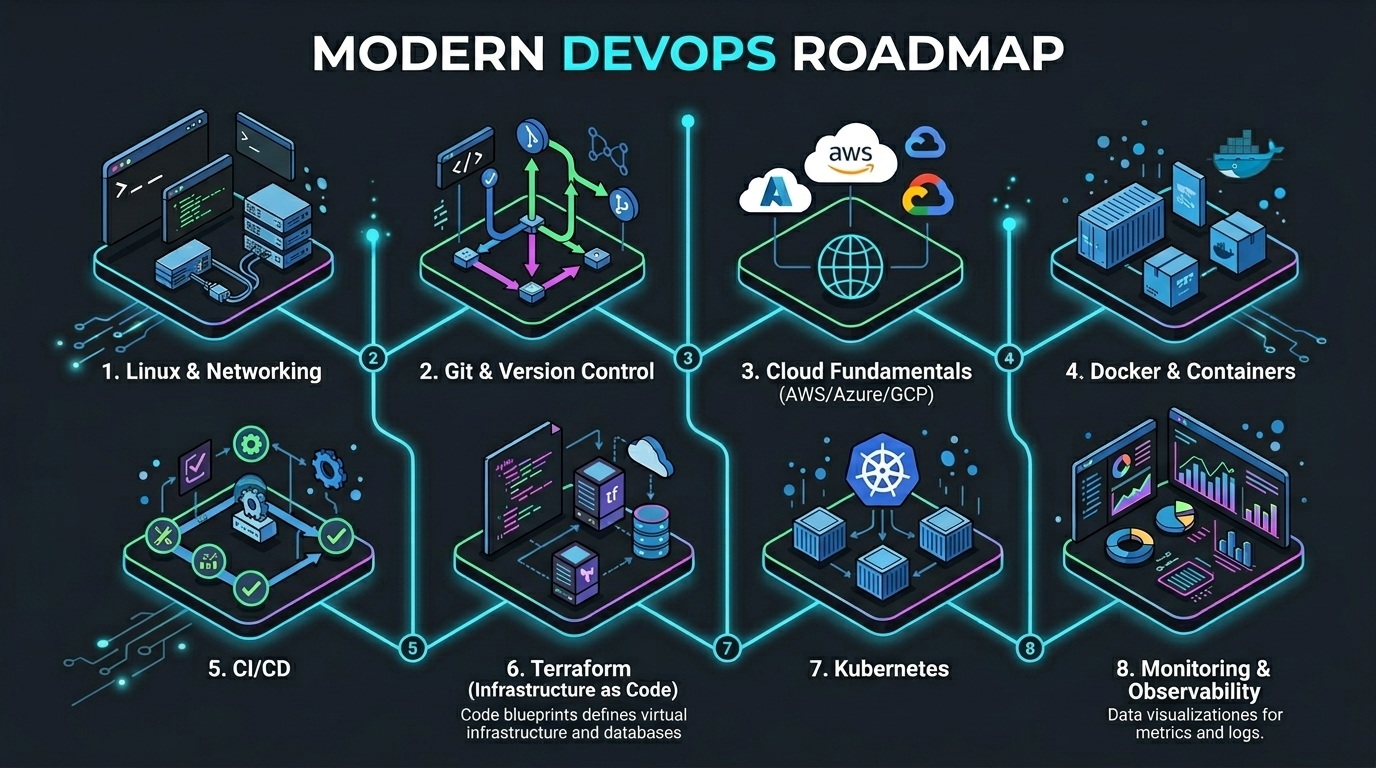 MODERN DEVOPS ROADMAP
>--
>-
</>
aws
2
3
4
1. Linux & Networking
2. Git & Version Control
3. Cloud Fundamentals
(AWS/Azure/GCP)
4. Docker & Containers
tf
5
7
8
5. CI/CD
6. Terraform
(Infrastructure as Code)
Code blueprints defines virtual
infrastructure and databases
7. Kubernetes
8. Monitoring &
Observability
Data visualizationes for
metrics and logs.